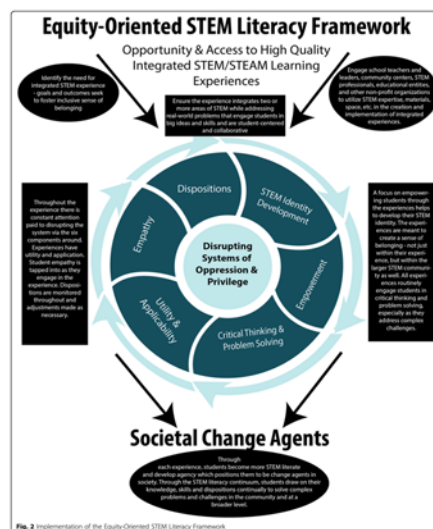 Equity-Oriented STEM Literacy Framework
Opportunity & Access to High Quality
Integrated STEM/STEAM Learning
Experiences
Identify the need for
integrated STEM experience
– goals and outcomes seek
to foster inclusive sense of
belonging.
Ensure the experience integrates two or
more areas of STEM while addressing
real-world problems that engage students in
big ideas and skills and are student-centered
and collaborative
Engage school teachers and
leaders, community centers, STEM
professionals, educational entities,
and other non-profit organizations
to utilize STEM expertise, materials,
space, etc, in the creation and
implementation of integrated
experiences.
Dispositions
STEM Identity
Development
Empathy
Empowerment
Disrupting
Systems of
Oppression &
Privilege
Utility &
Applicability
Critical Thinking &
Problem Solving
Throughout the
experience there is
constant attention
paid to disrupting the
system via the six
components around.
Experiences have
utility and application.
Student empathy is
tapped into as they
engage in the
experience. Disposi-
tions are monitored
throughout and
adjustments made as
necessary.
A focus on empower-
ing students through
the experiences helps
to develop their STEM
identity. The
experiences are meant
to create a sense of
belonging - not just
within their experience,
but within the
larger STEM commu-
nity as well. All experi-
ences routinely
engage students in
critical thinking and
problem solving,
especially as they
address complex
challenges.
Societal Change Agents
Through
each experience, students become more STEM literate
and develop agency which positions them to be change agents in
society. Through the STEM literacy continuum, students draw on their
knowledge, skills and dispositions continually to solve complex
problems and challenges in the community and at a
broader level.
Fig. 2 Implementation of the Equity-Oriented STEM Literacy Framework